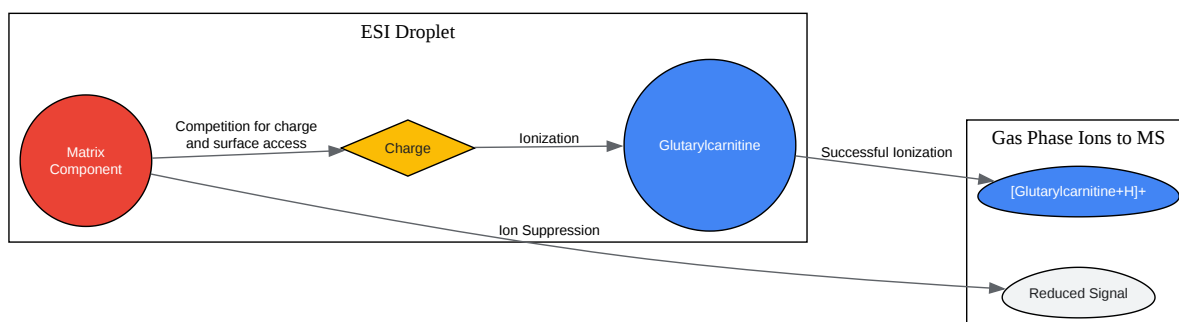 ESI Droplet
Matrix
Component
Competition for charge
and surface access
Charge
Ionization
Glutarylcarnitine
Successful Ionization
Ion Suppression
Gas Phase Ions to MS
[Glutarylcarnitine+H]+
Reduced Signal